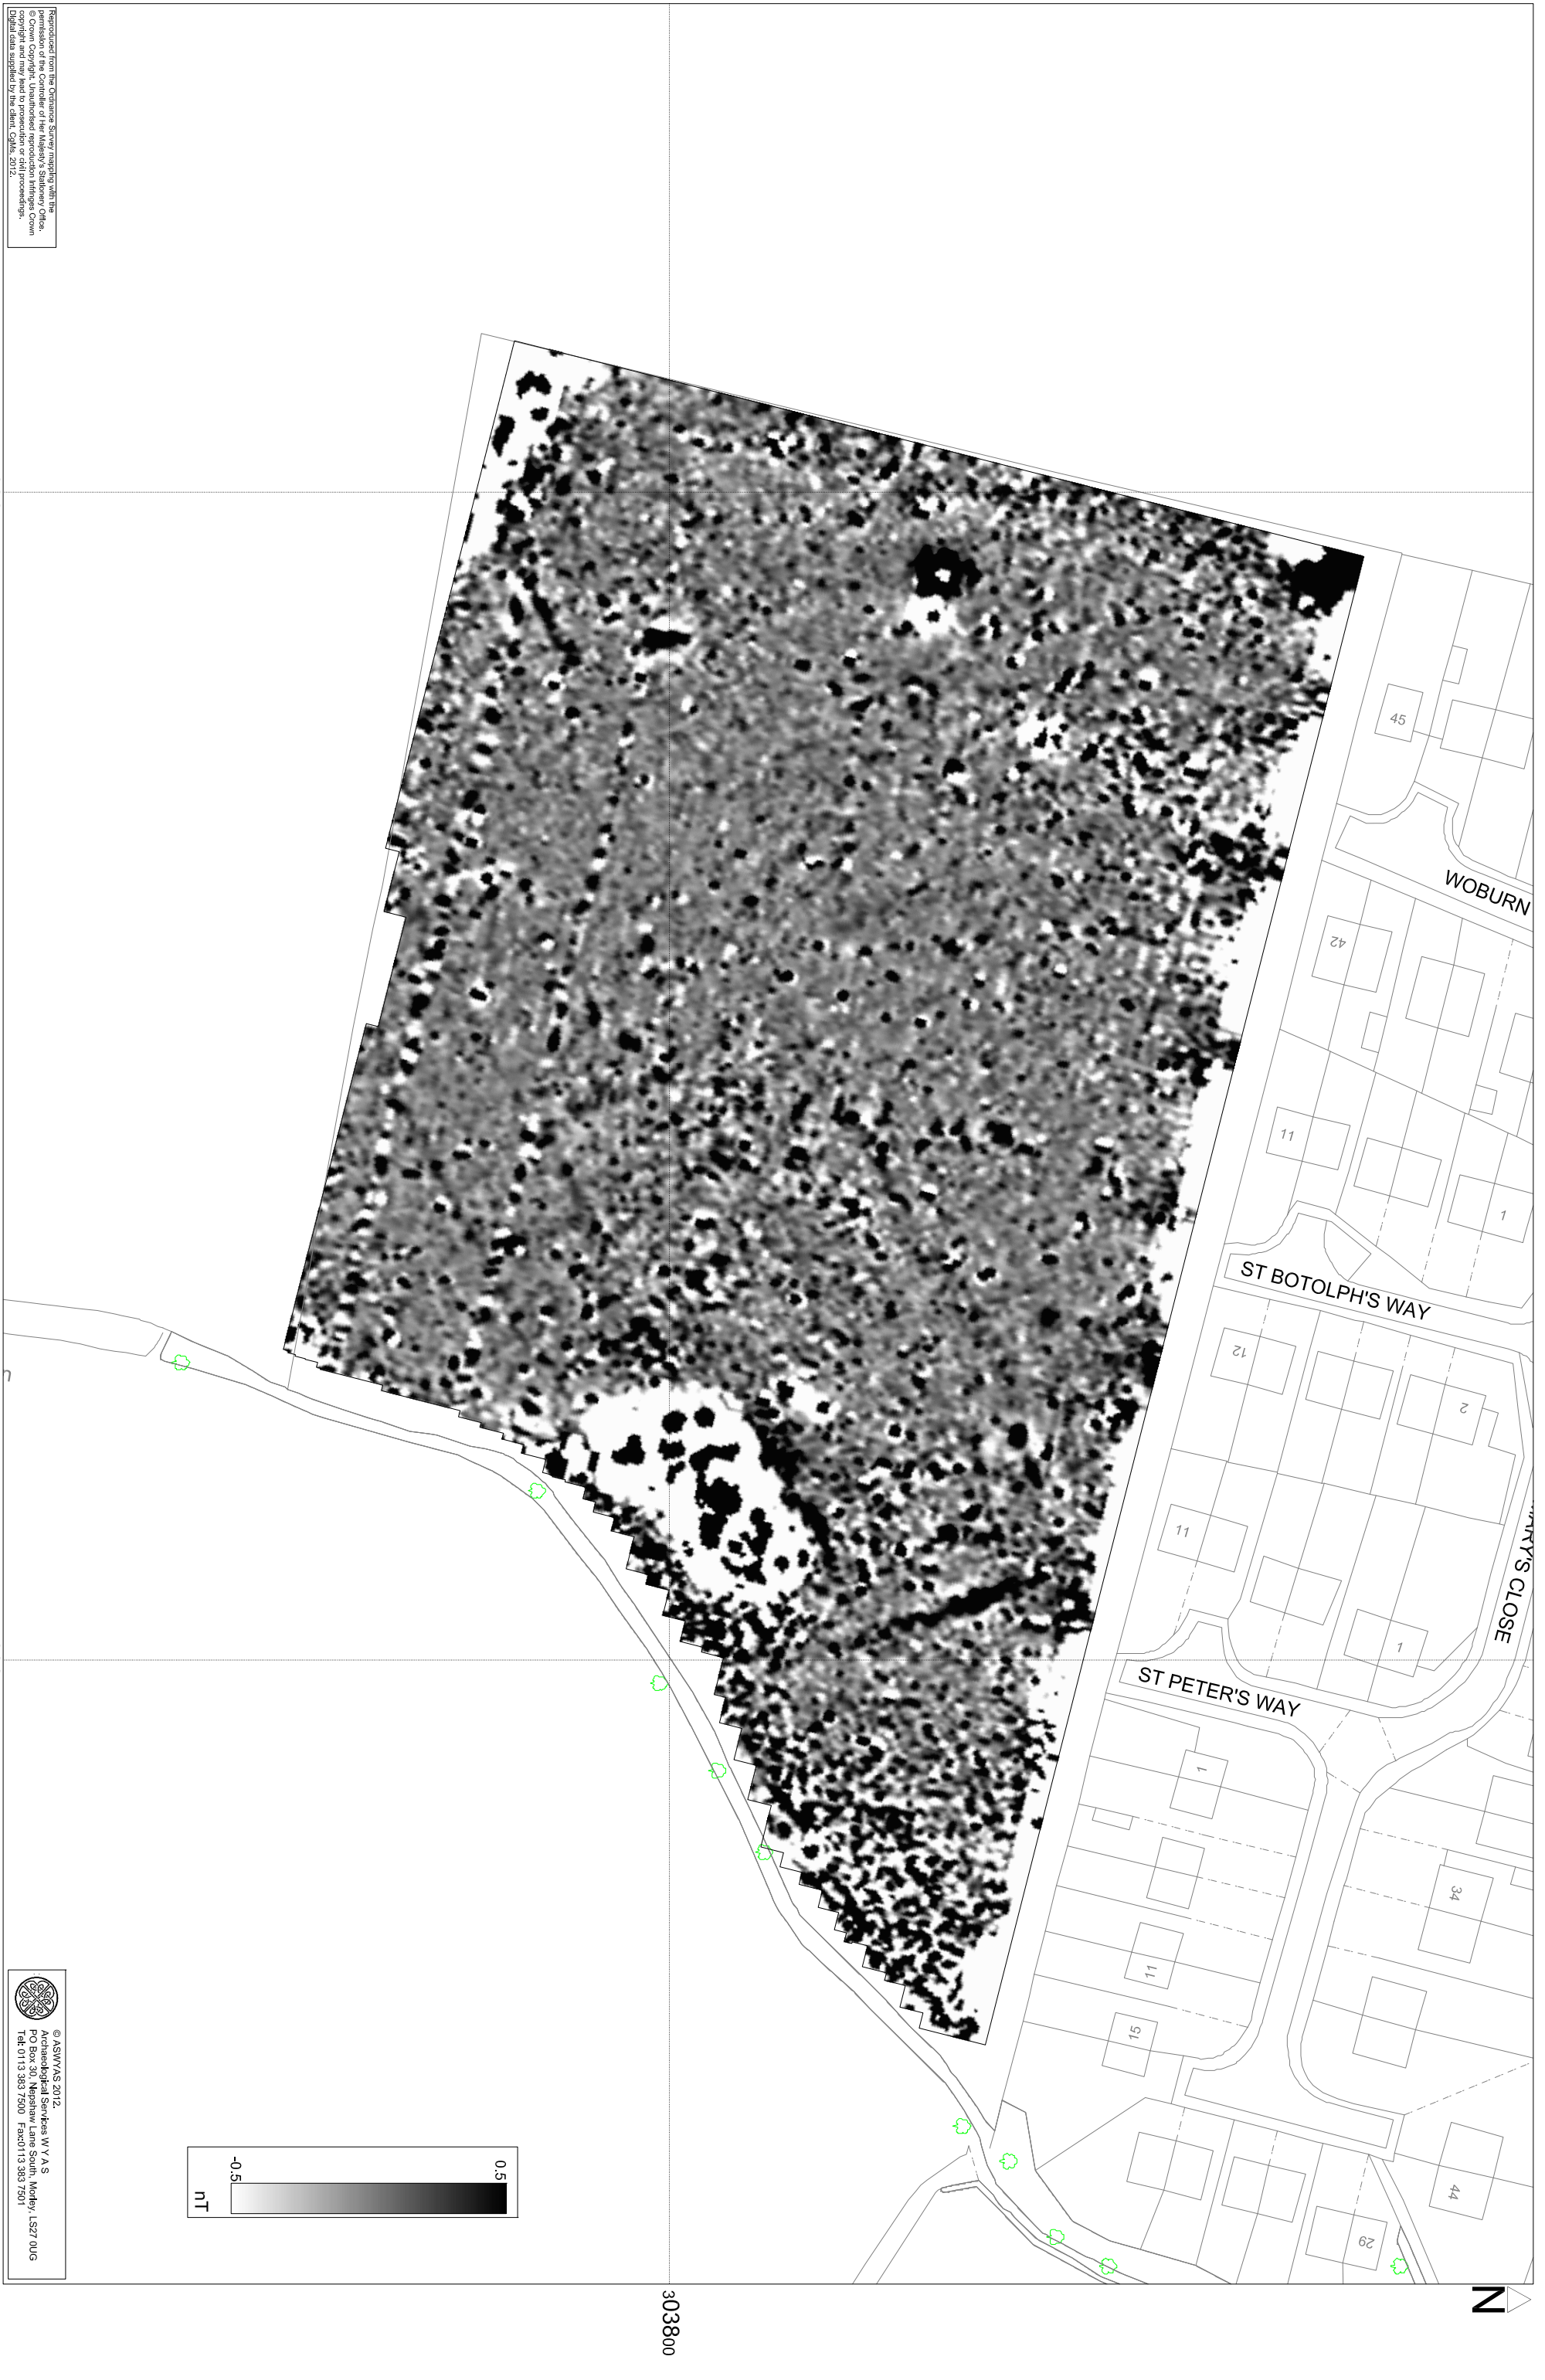 Reproduced from the Ordnance Survey mapping with the
permission of the Controller of Her Majesty's Stationery Office.
© Crown Copyright. Unauthorised reproduction infringes Crown
copyright and may lead to prosecution or civil proceedings.
Digital data supplied by the client, CgMs, 2012.
45
WOBURN
42
11
1
ST BOTOLPH'S WAY
12
2
11
1
ARY'S CLOSE
ST PETER'S WAY
1
34
11
15
44
29
n
© ASWYAS 2012.
Archaeological Services W Y A S
PO Box 30, Nepshaw Lane South, Morley, LS27 0UG
Tel: 0113 383 7500 Fax:0113 383 7501
-0.5
0.5
nT
303800
N